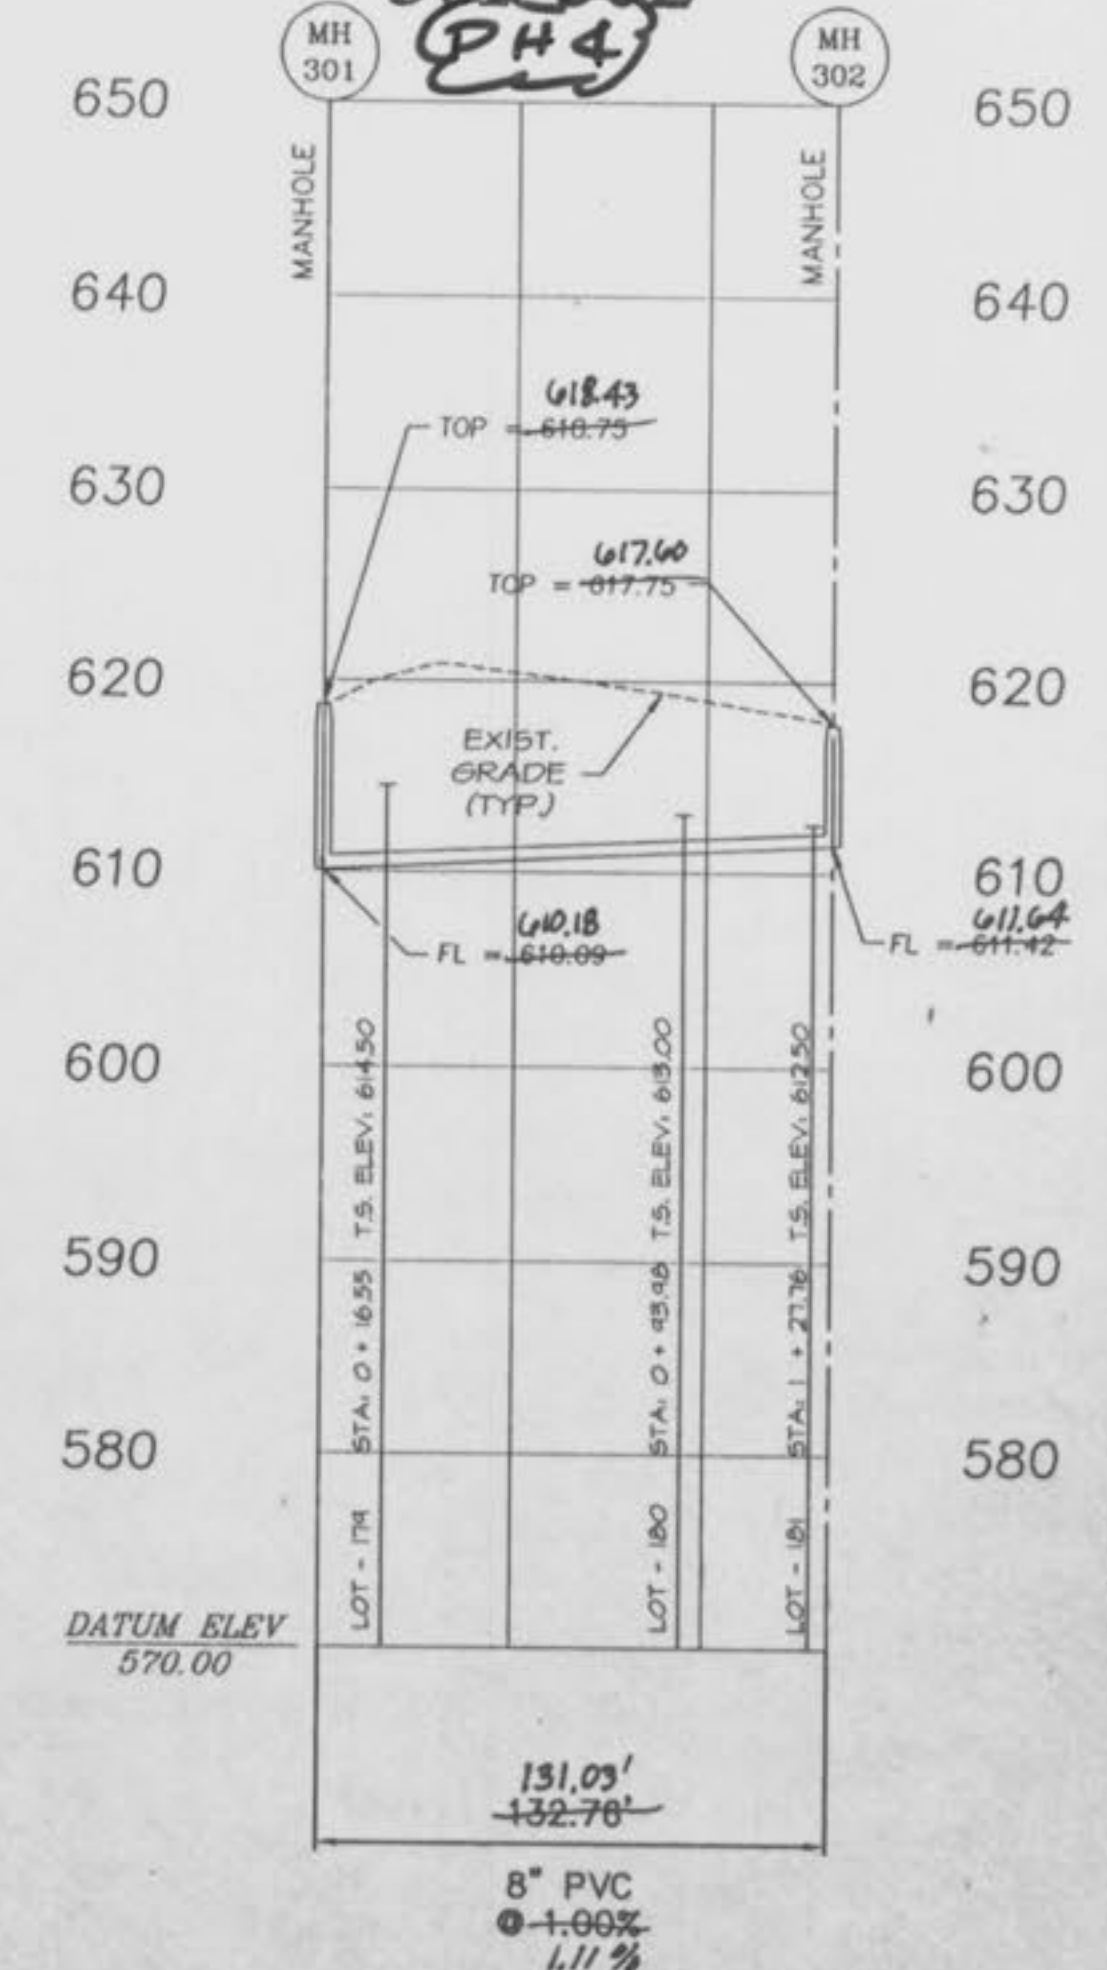 PH4
MH
301
MH
302
650
650
MANHOLE
MANHOLE
640
640
618.43
TOP = 618.75
630
630
617.60
TOP = 617.75
620
620
EXIST.
GRADE
(TYP.)
610
610
610.18
FL = 610.09
611.64
FL = 611.42
600
600
590
590
580
580
LOT - 179 STA: 0 + 16.55 T.S. ELEV: 614.50
LOT - 180 STA: 0 + 93.98 T.S. ELEV: 613.00
LOT - 181 STA: 1 + 27.76 T.S. ELEV: 612.50
DATUM ELEV
570.00
131.03'
132.76'
8" PVC
@ 1.00%
1.11%